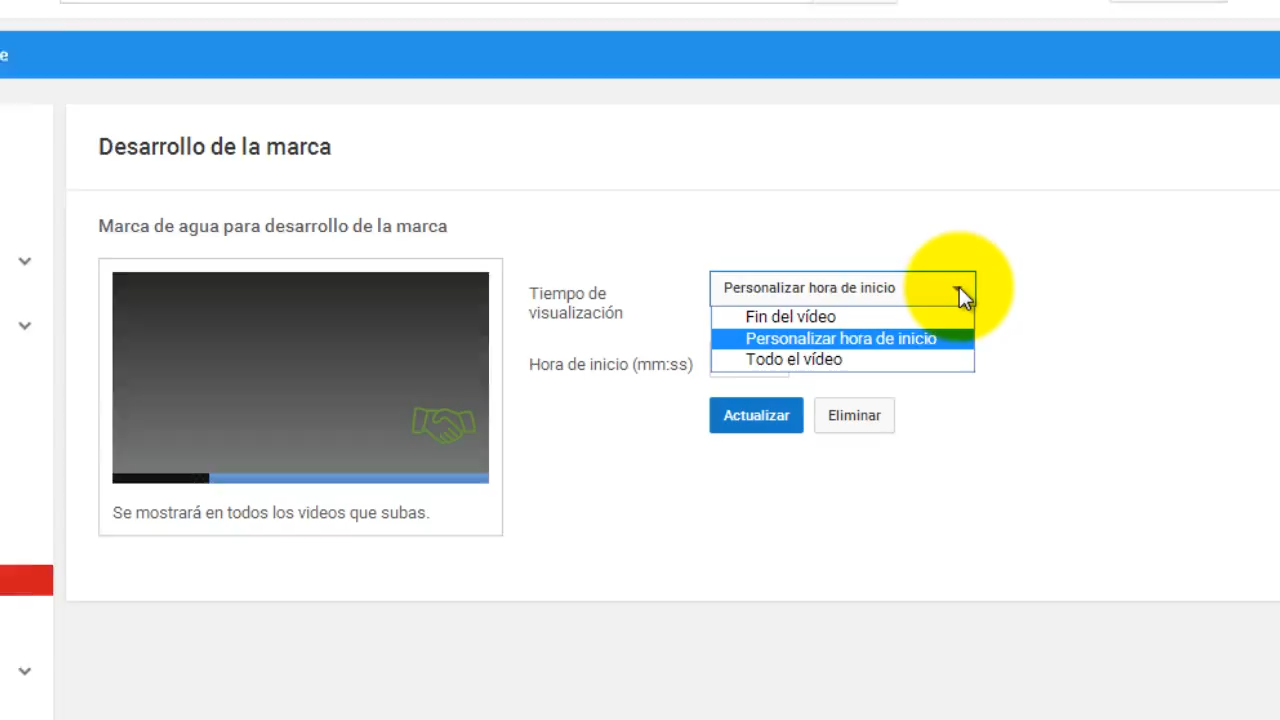 e
Desarrollo de la marca
Marca de agua para desarrollo de la marca
Tiempo de
visualización
Personalizar hora de inicio
Fin del vídeo
Personalizar hora de inicio
Todo el vídeo
Hora de inicio (mm:ss)
Actualizar
Eliminar
Se mostrará en todos los videos que subas.